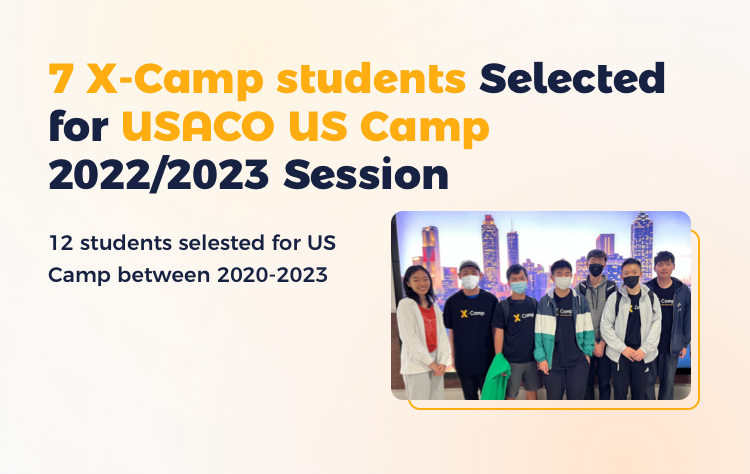 7 X-Camp students Selected
for USACO US Camp
2022/2023 Session
12 students selested for US
Camp between 2020-2023
X-Camp
X-Camp
X Camp
X